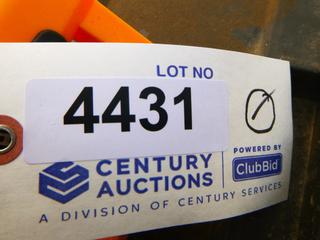 LOT NO
4431
POWERED BY
CENTURY
AUCTIONS
ClubBid
A DIVISION OF CENTURY SERVICES